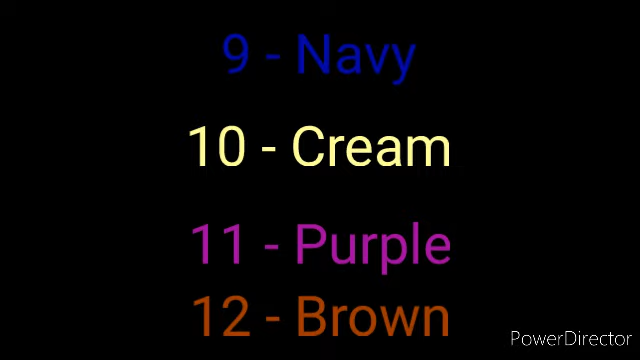 9 - Navy
10 - Cream
11 - Purple
12 - Brown
PowerDirector